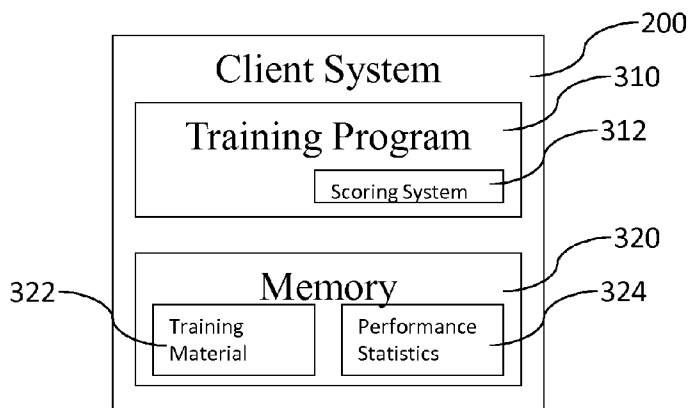 200
Client System
310
Training Program
312
Scoring System
320
Memory
322
324
Training
Material
Performance
Statistics